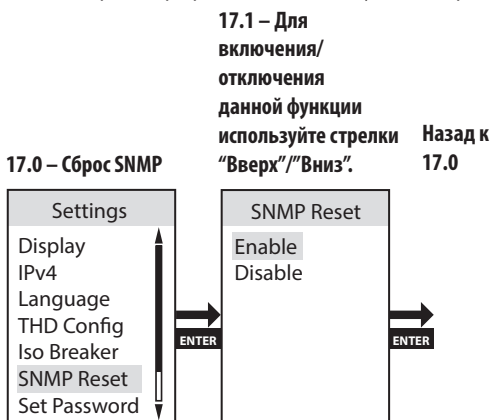 17.1 – Для
включения/
отключения
данной функции
используйте стрелки
“Вверх”/”Вниз”.
Назад к
17.0
17.0 – Сброс SNMP
Settings
Display
IPv4
Language
THD Config
Iso Breaker
SNMP Reset
Set Password
ENTER
SNMP Reset
Enable
Disable
ENTER